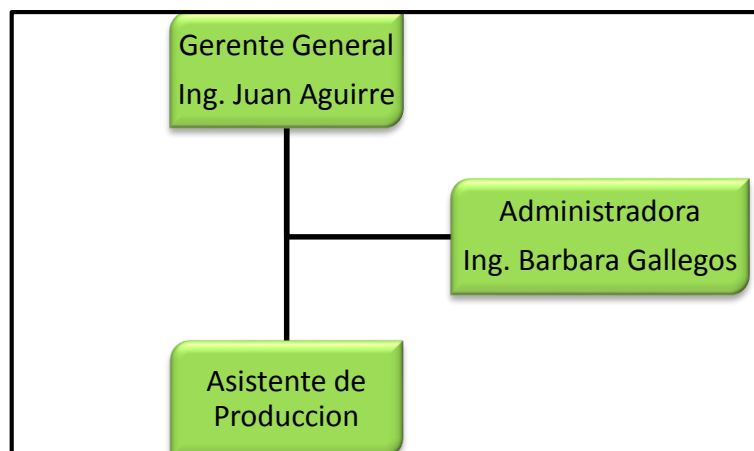 Gerente General
Ing. Juan Aguirre
Administradora
Ing. Barbara Gallegos
Asistente de
Produccion